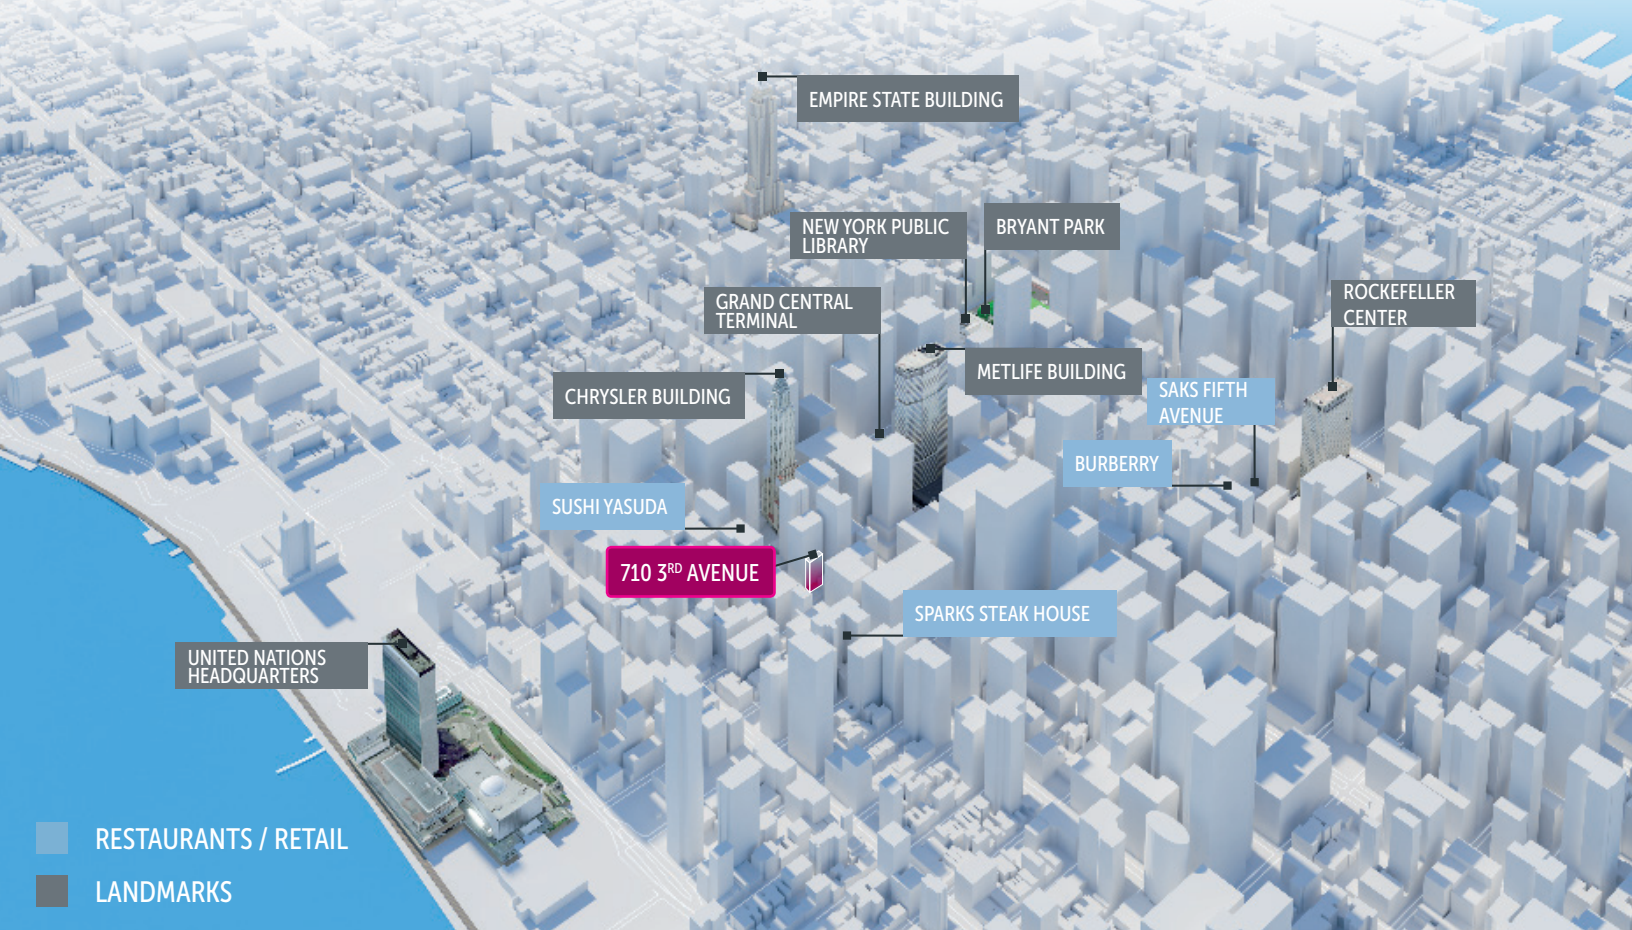 EMPIRE STATE BUILDING
NEW YORK PUBLIC
LIBRARY
BRYANT PARK
GRAND CENTRAL
TERMINAL
ROCKEFELLER
CENTER
METLIFE BUILDING
CHRYSLER BUILDING
SAKS FIFTH
AVENUE
BURBERRY
SUSHI YASUDA
710 3RD AVENUE
SPARKS STEAK HOUSE
UNITED NATIONS
HEADQUARTERS
RESTAURANTS / RETAIL
LANDMARKS